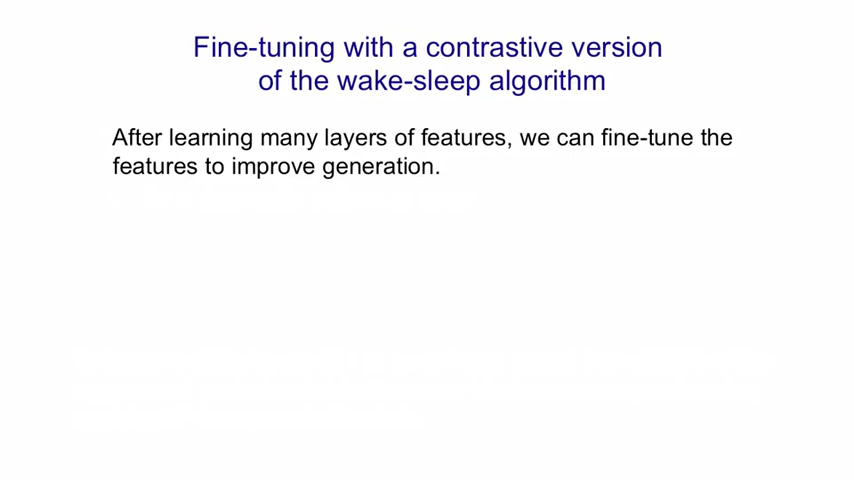 Fine-tuning with a contrastive version
of the wake-sleep algorithm
After learning many layers of features, we can fine-tune the
features to improve generation.